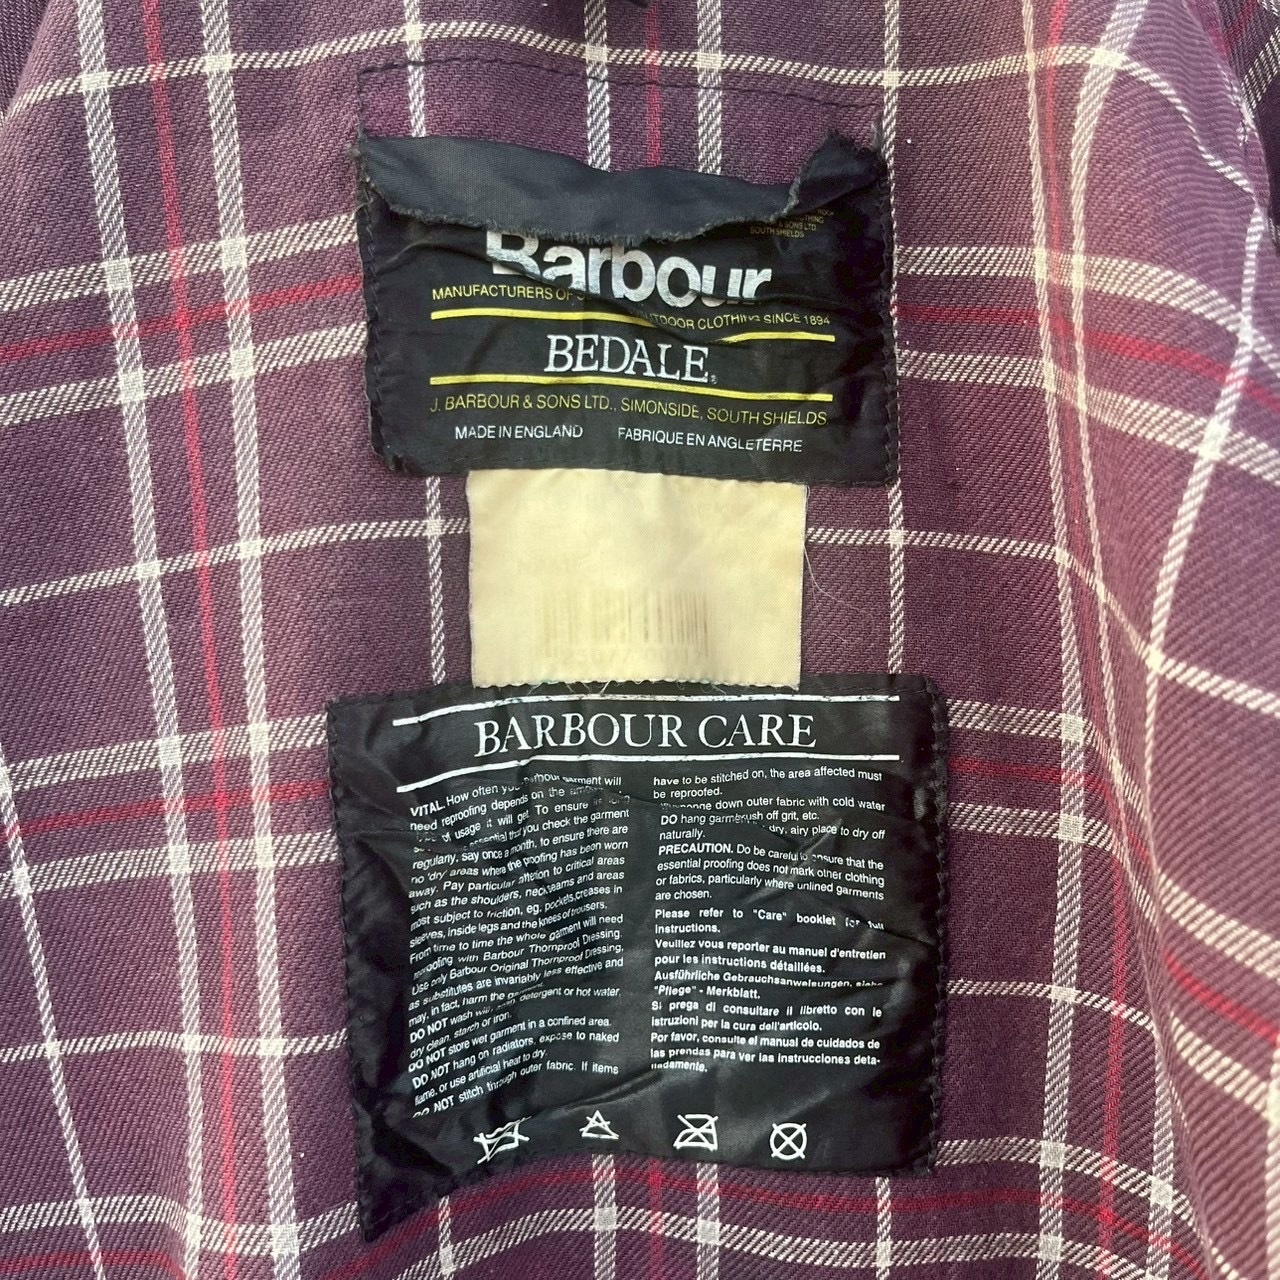 THING
& SONS LTD
SOUTH SHIELDS
Barbour
MANUFACTURERS OF OUTDOOR CLOTHING SINCE 1894
BEDALE
J. BARBOUR & SONS LTD., SIMONSIDE, SOUTH SHIELDS
MADE IN ENGLAND FABRIQUE EN ANGLETERRE
BARBOUR CARE
VITAL. How often your Barbour garment will
need reproofing depends on the amount
of usage it will get. To ensure
essential that you check the garment
regularly, say once a month, to ensure there are
no 'dry' areas where the proofing has been worn
away. Pay particular attention to critical areas
such as the shoulders, neck seams and areas
most subject to friction, eg. pockets, creases in
sleeves, inside legs and the knees of trousers.
From time to time the whole garment will need
reproofing with Barbour Thornproof Dressing.
Use only Barbour Original Thornproof Dressing,
as substitutes are invariably less effective and
may, in fact, harm the garment.
DO NOT wash with soap, detergent or hot water,
dry clean, starch or iron.
DO NOT store wet garment in a confined area.
DO NOT hang on radiators, expose to naked
flame, or use artificial heat to dry.
DO NOT stitch through outer fabric. If items
have to be stitched on, the area affected must
be reproofed.
sponge down outer fabric with cold water
brush off grit, etc.
DO hang garment dry, airy place to dry off
naturally.
PRECAUTION. Do be careful to ensure that the
essential proofing does not mark other clothing
or fabrics, particularly where unlined garments
are chosen.
Please refer to "Care" booklet for full
instructions.
Veuillez vous reporter au manuel d'entretien
pour les instructions détaillées.
Ausführliche Gebrauchsanweisungen, siehe
"Pflege" - Merkblatt.
Si prega di consultare il libretto con le
istruzioni per la cura dell'articolo.
Por favor, consulte el manual de cuidados de
las prendas para ver las instrucciones deta-
lladamente.